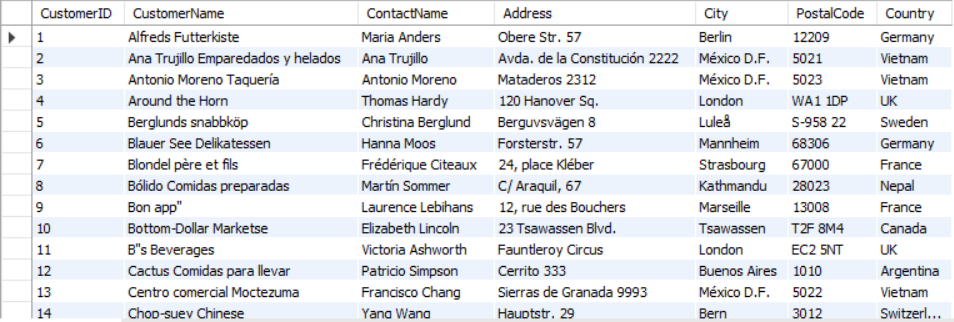 CustomerID CustomerName ContactName Address City PostalCode Country
1 Alfreds Futterkiste Maria Anders Obere Str. 57 Berlin 12209 Germany
2 Ana Trujillo Emparedados y helados Ana Trujillo Avda. de la Constitución 2222 México D.F. 5021 Vietnam
3 Antonio Moreno Taquería Antonio Moreno Mataderos 2312 México D.F. 5023 Vietnam
4 Around the Horn Thomas Hardy 120 Hanover Sq. London WA1 1DP UK
5 Berglunds snabbköp Christina Berglund Berguvsvägen 8 Luleå S-958 22 Sweden
6 Blauer See Delikatessen Hanna Moos Forsterstr. 57 Mannheim 68306 Germany
7 Blondel père et fils Frédérique Citeaux 24, place Kléber Strasbourg 67000 France
8 Bólido Comidas preparadas Martín Sommer C/ Araquil, 67 Kathmandu 28023 Nepal
9 Bon app" Laurence Lebihans 12, rue des Bouchers Marseille 13008 France
10 Bottom-Dollar Marketse Elizabeth Lincoln 23 Tsawassen Blvd. Tsawassen T2F 8M4 Canada
11 B"s Beverages Victoria Ashworth Fauntleroy Circus London EC2 5NT UK
12 Cactus Comidas para llevar Patricio Simpson Cerrito 333 Buenos Aires 1010 Argentina
13 Centro comercial Moctezuma Francisco Chang Sierras de Granada 9993 México D.F. 5022 Vietnam
14 Chop-suey Chinese Yang Wang Hauptstr. 29 Bern 3012 Switzerl...